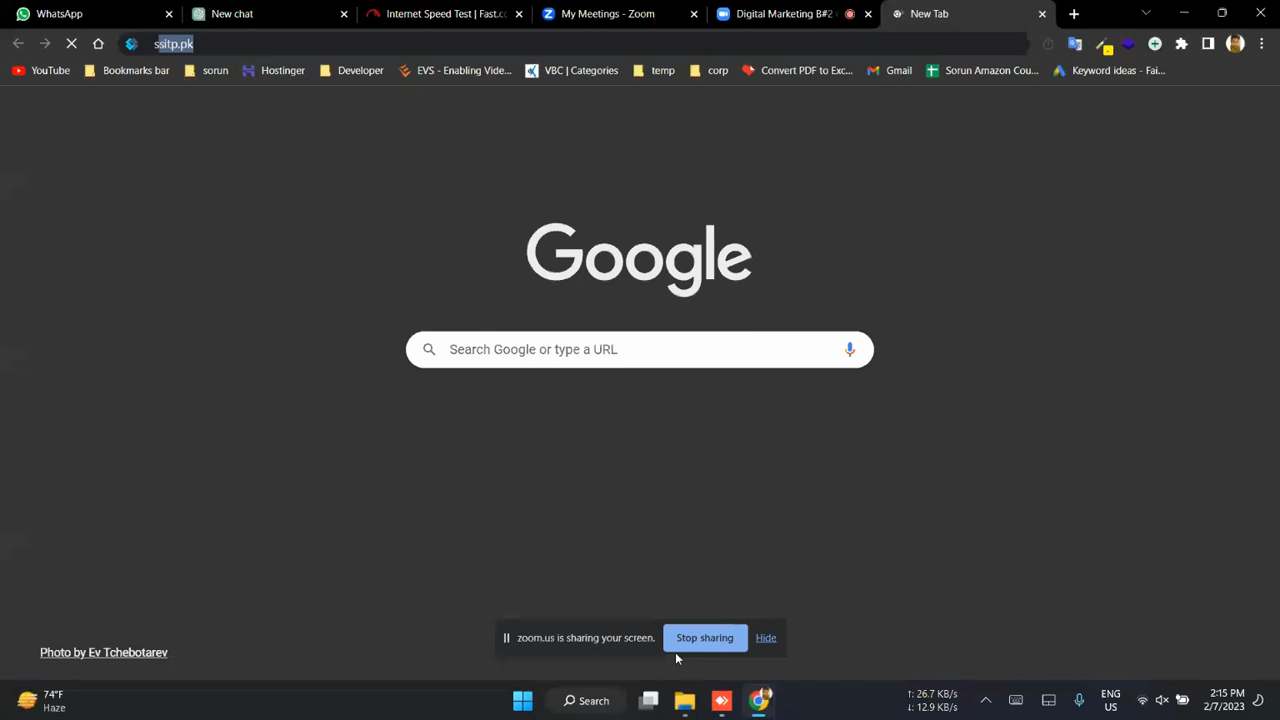 WhatsApp
New chat
Internet Speed Test | Fast.c
My Meetings - Zoom
Digital Marketing B#2
New Tab
ssitp.pk
YouTube
Bookmarks bar
sorun
Hostinger
Developer
EVS - Enabling Vide...
VBC | Categories
temp
corp
Convert PDF to Exc...
Gmail
Sorun Amazon Cou...
Keyword ideas - Fai...
Google
Search Google or type a URL
zoom.us is sharing your screen.
Stop sharing
Hide
Photo by Ev Tchebotarev
74°F
Haze
Search
↑: 26.7 KB/s
↓: 12.9 KB/s
ENG
US
2:15 PM
2/7/2023